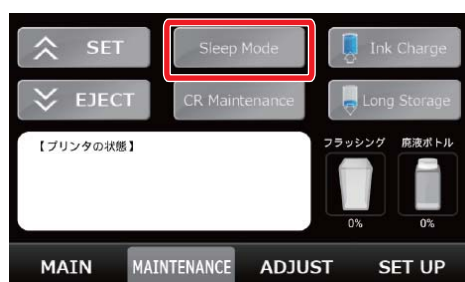 SET
Sleep Mode
Ink Charge
EJECT
CR Maintenance
Long Storage
【プリンタの状態】
フラッシング
廃液ボトル
0%
0%
MAIN
MAINTENANCE
ADJUST
SET UP